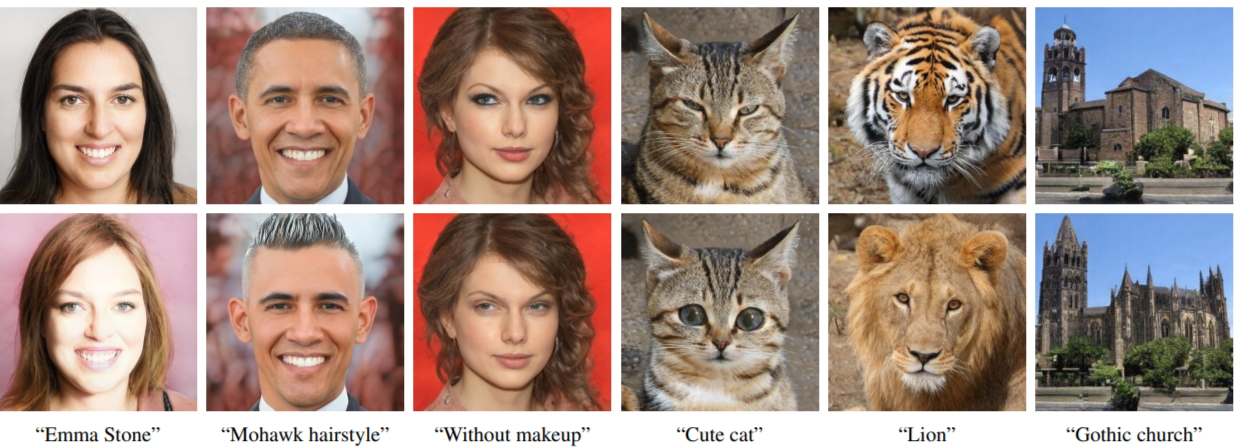 “Emma Stone” “Mohawk hairstyle” “Without makeup” “Cute cat” “Lion” “Gothic church”